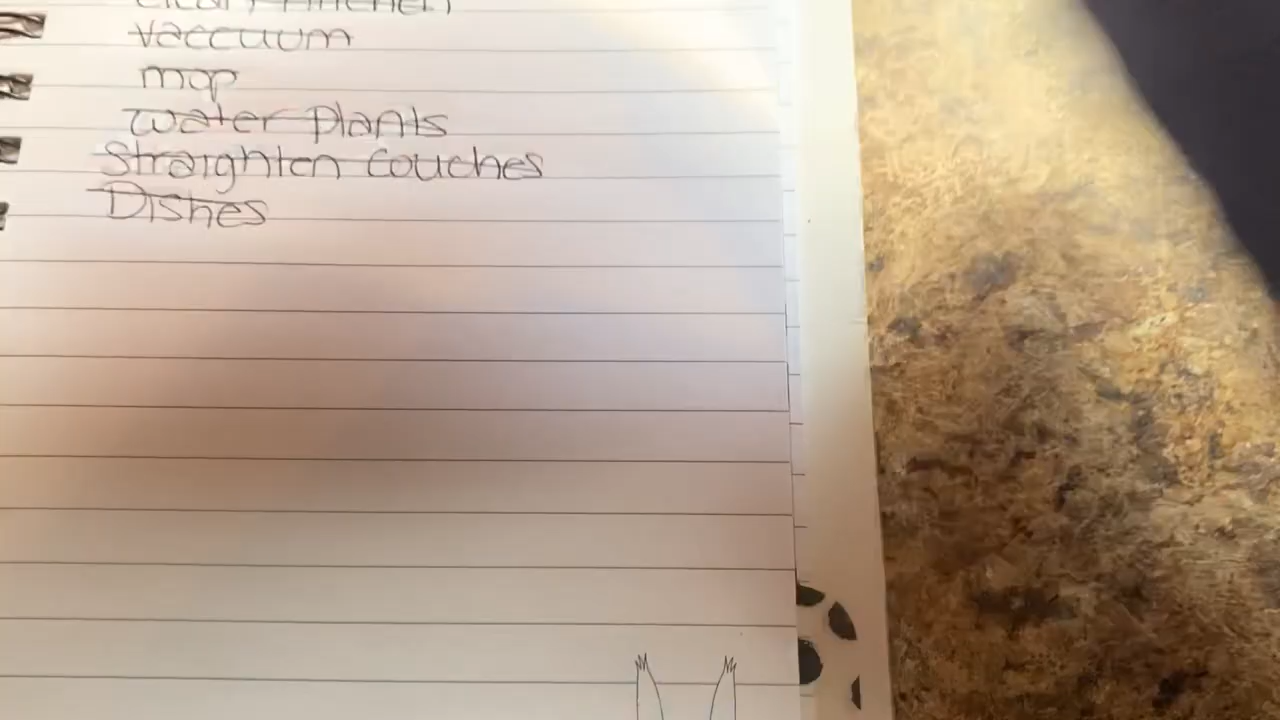 vaccuum
mop
water plants
Straighten couches
Dishes